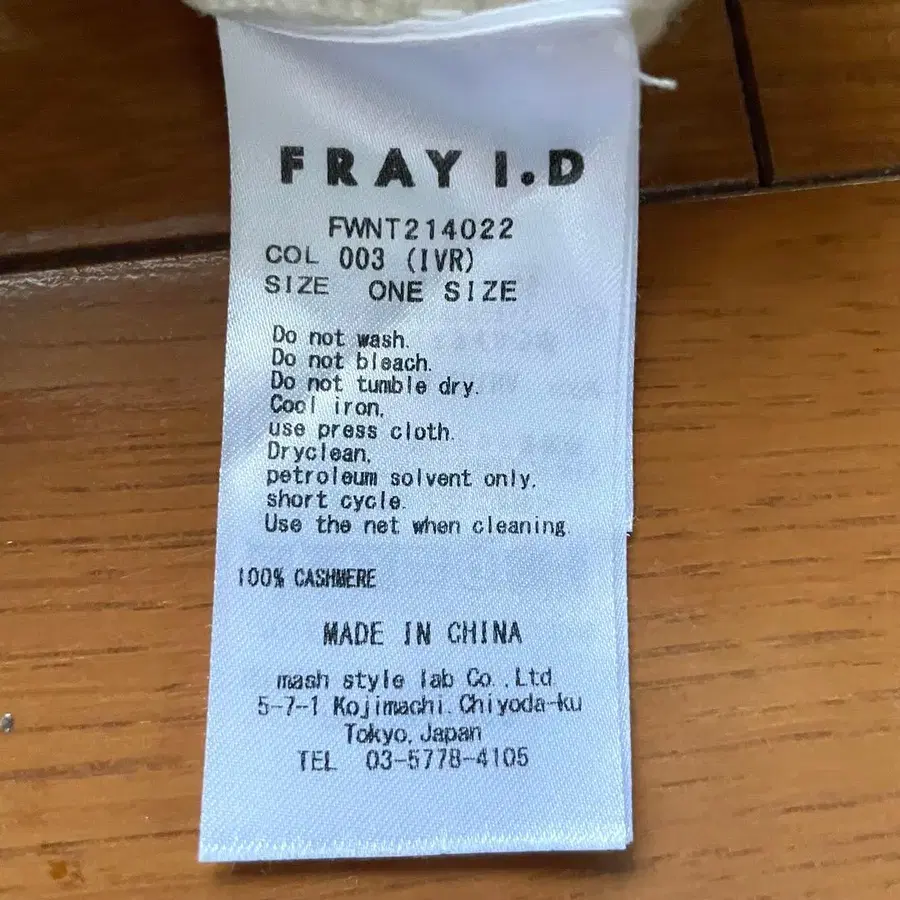 FRAY I.D
FWNT214022
COL 003 (IVR)
SIZE ONE SIZE
Do not wash.
Do not bleach.
Do not tumble dry.
Cool iron,
use press cloth.
Dryclean,
petroleum solvent only,
short cycle.
Use the net when cleaning.
100% CASHMERE
MADE IN CHINA
mash style lab Co.,Ltd
5-7-1 Kojimachi.Chiyoda-ku
Tokyo,Japan
TEL 03-5778-4105